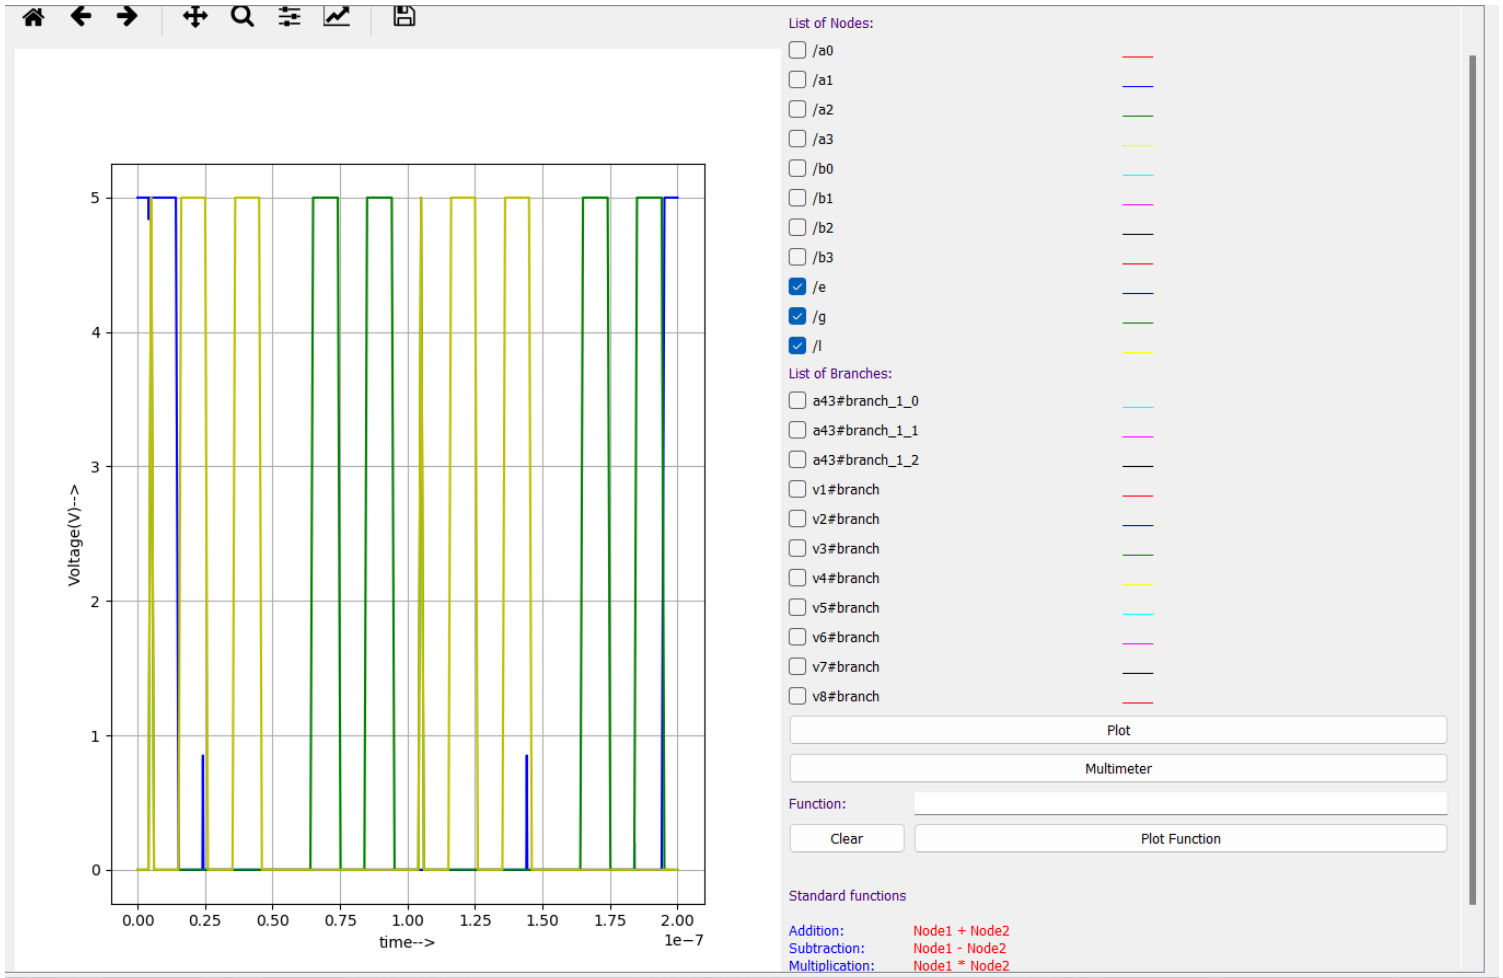 5
4
3
2
1
0
Voltage(V)-->
0.00 0.25 0.50 0.75 1.00 1.25 1.50 1.75 2.00
1e−7
time-->
List of Nodes:
/a0
/a1
/a2
/a3
/b0
/b1
/b2
/b3
/e
/g
/l
List of Branches:
a43#branch_1_0
a43#branch_1_1
a43#branch_1_2
v1#branch
v2#branch
v3#branch
v4#branch
v5#branch
v6#branch
v7#branch
v8#branch
Plot
Multimeter
Function:
Clear Plot Function
Standard functions
Addition: Node1 + Node2
Subtraction: Node1 - Node2
Multiplication: Node1 * Node2